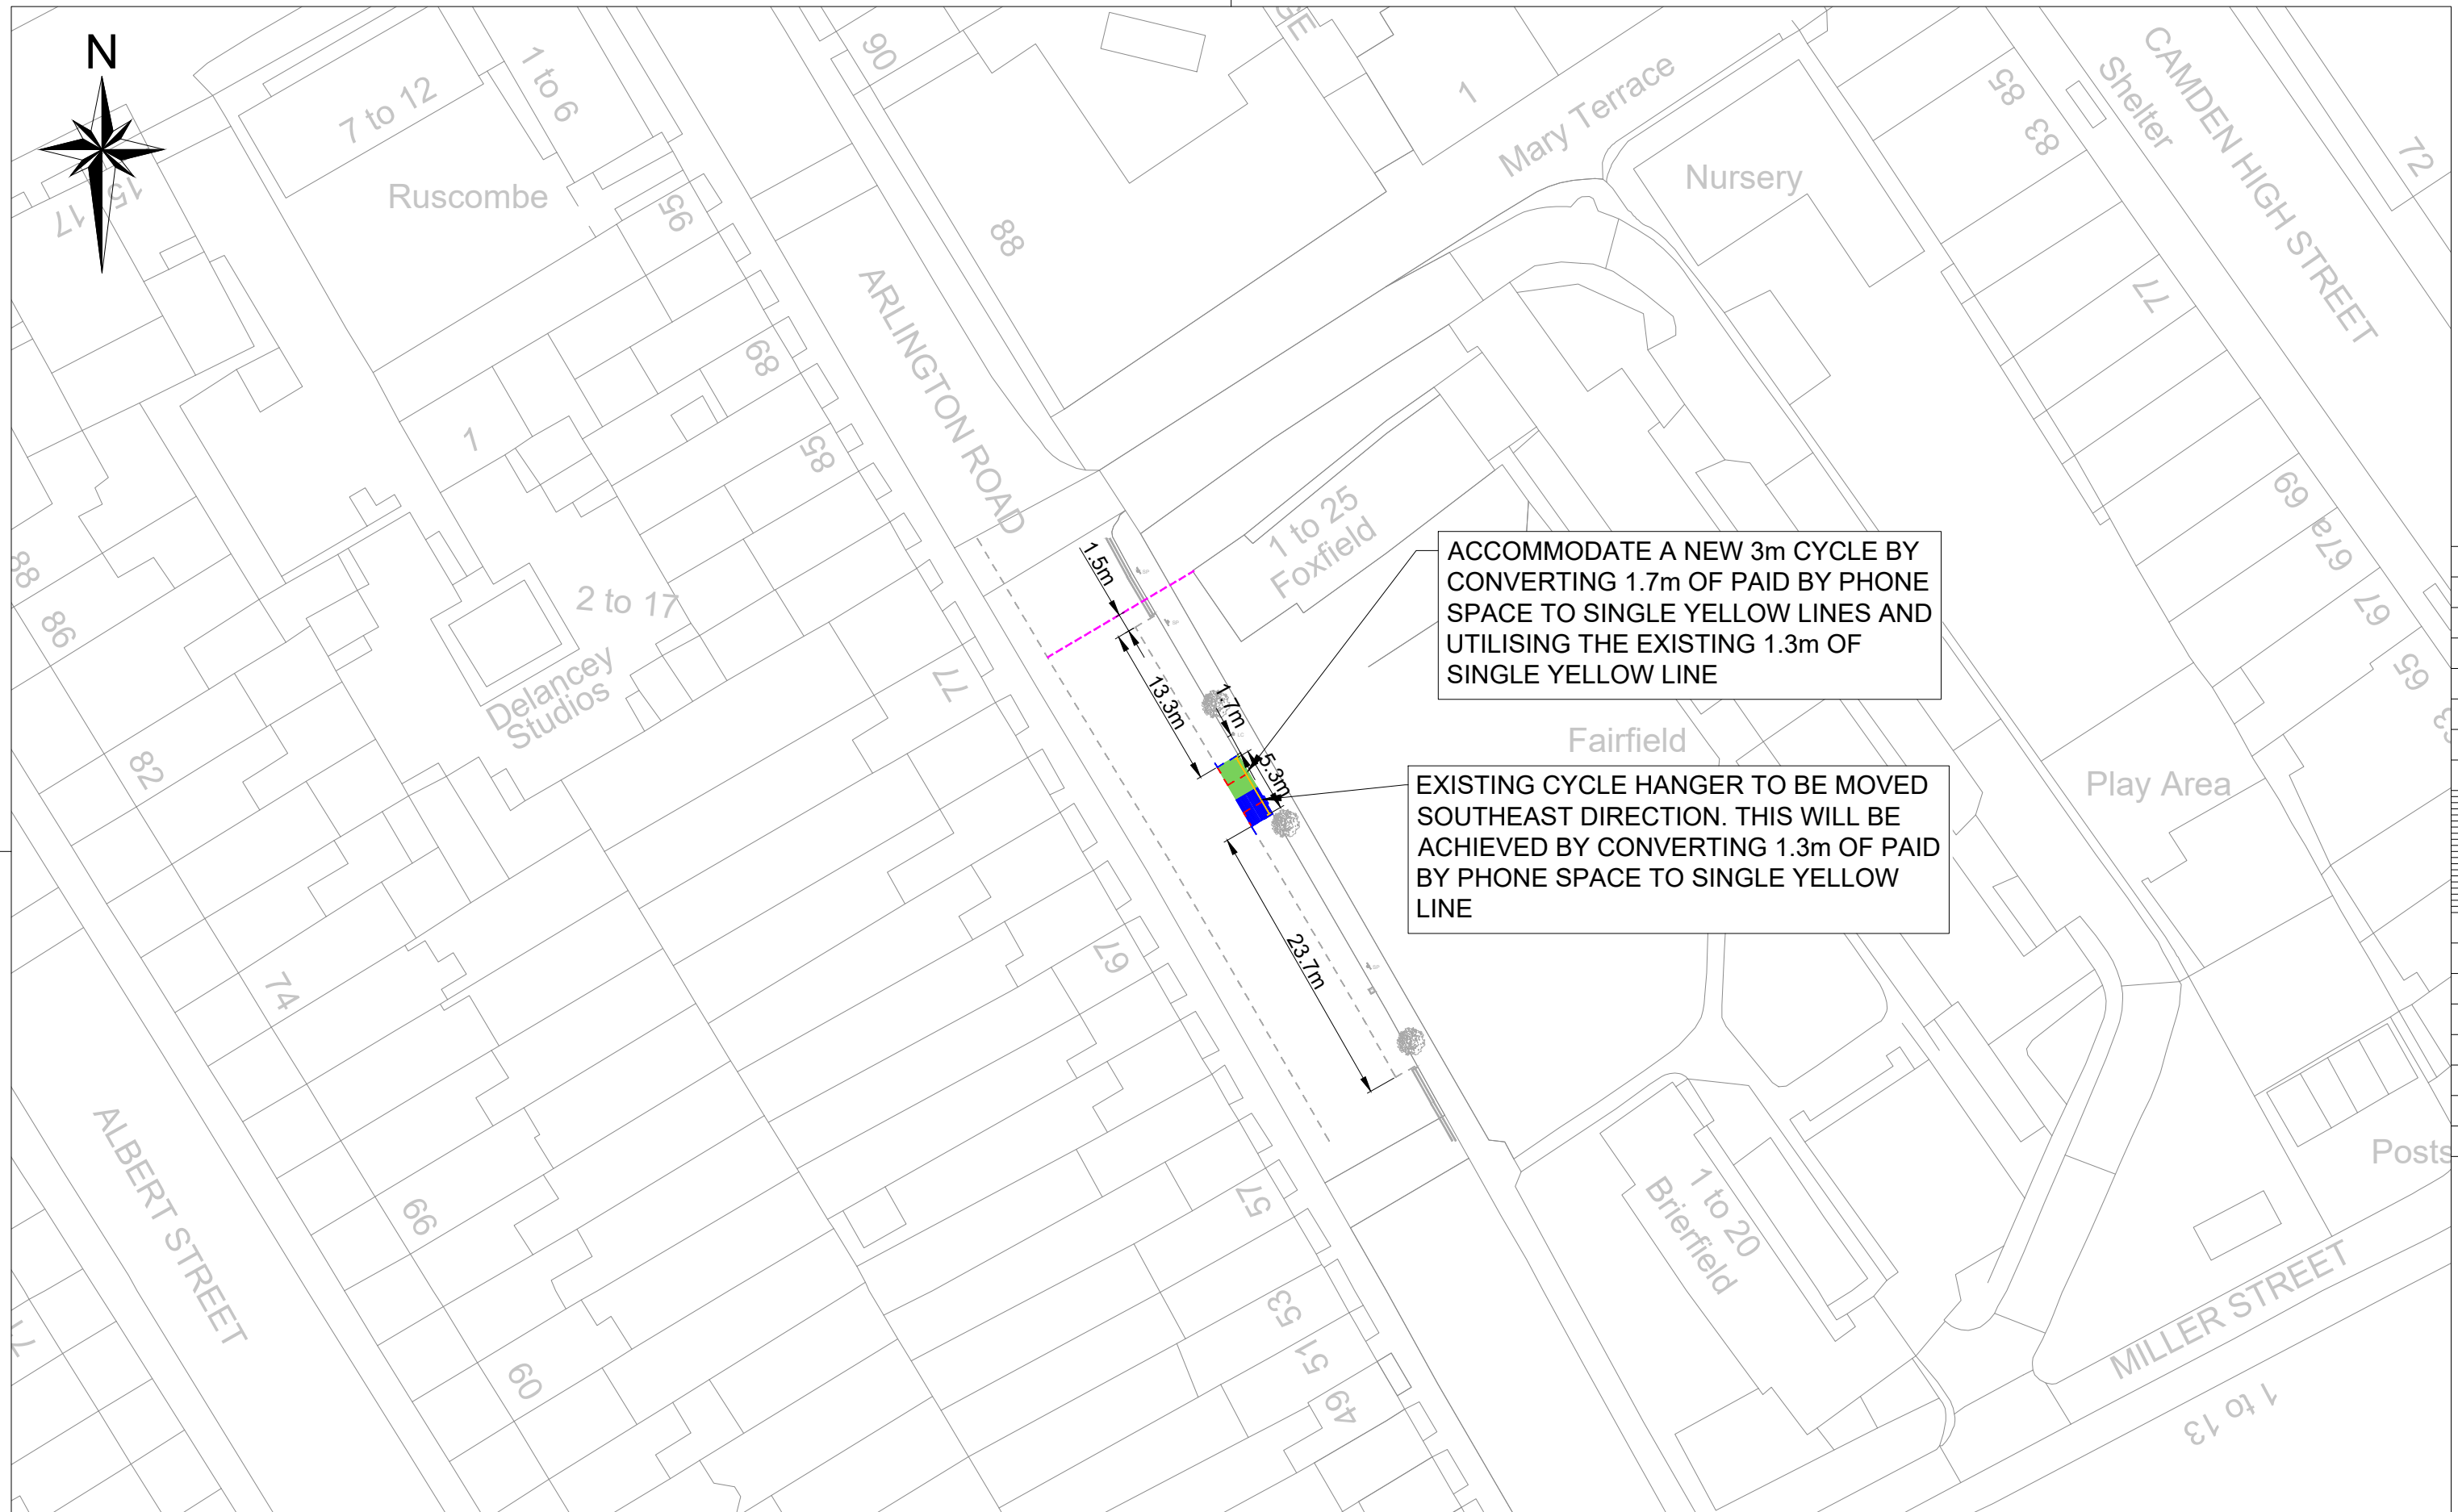 N
7 to 12
1 to 6
Ruscombe
15
17
95
90
88
1
Mary Terrace
Nursery
85
83
Shelter
CAMDEN HIGH STREET
72
77
ARLINGTON ROAD
89
85
1
2 to 17
Delancey
Studios
88
86
82
74
66
60
77
67
57
53
51
49
ALBERT STREET
71
1 to 25
Foxfield
1.5m
13.3m
1.7m
5.3m
23.7m
ACCOMMODATE A NEW 3m CYCLE BY
CONVERTING 1.7m OF PAID BY PHONE
SPACE TO SINGLE YELLOW LINES AND
UTILISING THE EXISTING 1.3m OF
SINGLE YELLOW LINE
Fairfield
EXISTING CYCLE HANGER TO BE MOVED
SOUTHEAST DIRECTION. THIS WILL BE
ACHIEVED BY CONVERTING 1.3m OF PAID
BY PHONE SPACE TO SINGLE YELLOW
LINE
69
67a
67
65
Play Area
Posts
1 to 20
Brierfield
MILLER STREET
1 to 13